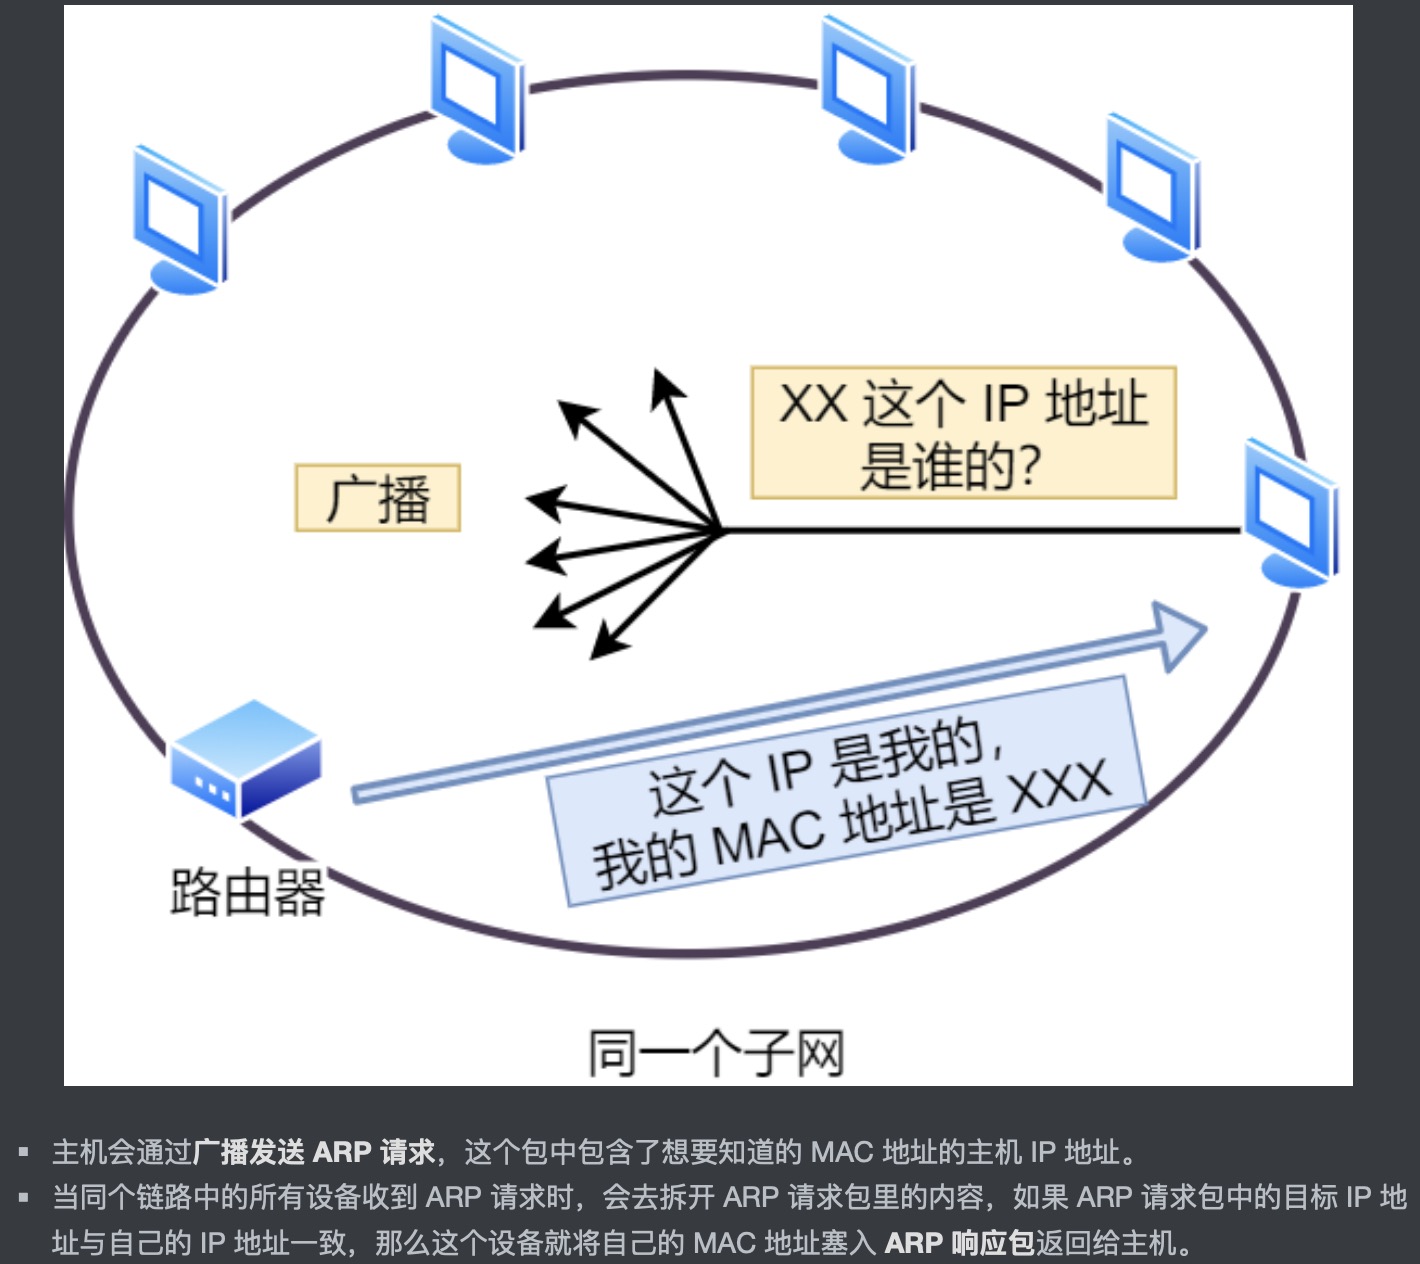 XX 这个 IP 地址
是谁的?
广播
这个 IP 是我的,
我的 MAC 地址是 XXX
路由器
同一个子网
▪ 主机会通过广播发送 ARP 请求，这个包中包含了想要知道的 MAC 地址的主机 IP 地址。
▪ 当同个链路中的所有设备收到 ARP 请求时，会去拆开 ARP 请求包里的内容，如果 ARP 请求包中的目标 IP 地
址与自己的 IP 地址一致，那么这个设备就将自己的 MAC 地址塞入 ARP 响应包返回给主机。